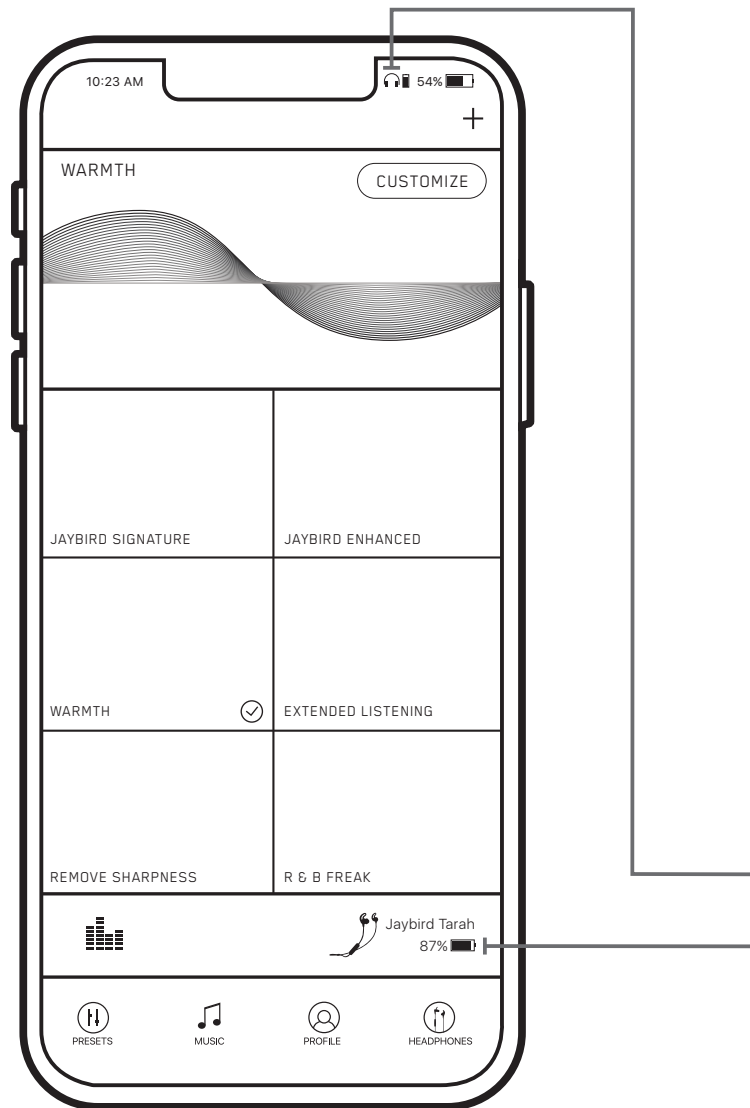 10:23 AM 54%
+
WARMTH CUSTOMIZE
JAYBIRD SIGNATURE JAYBIRD ENHANCED
WARMTH EXTENDED LISTENING
REMOVE SHARPNESS R & B FREAK
Jaybird Tarah
87%
PRESETS MUSIC PROFILE HEADPHONES